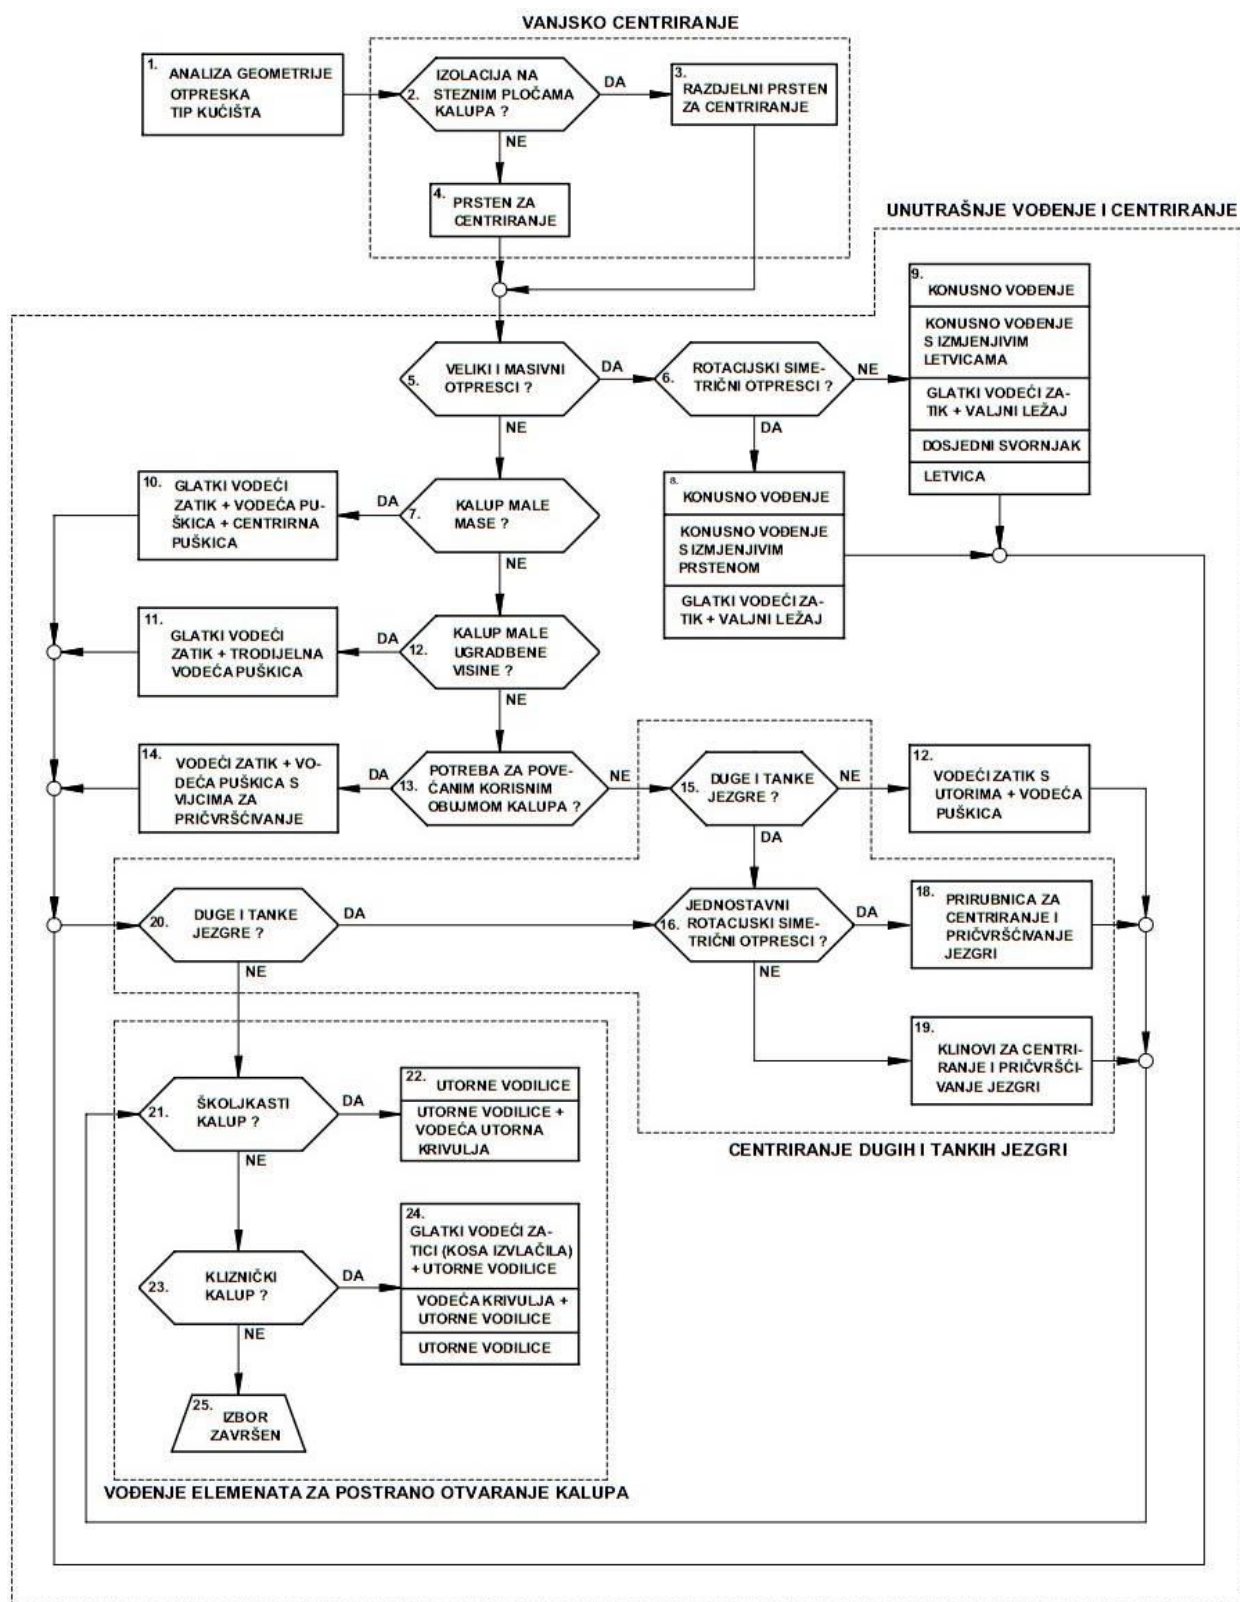 VANJSKO CENTRIRANJE
1.
ANALIZA GEOMETRIJE
OTPRESKA
TIP KUĆIŠTA
IZOLACIJA NA
2. STEZNIM PLOČAMA
KALUPA ?
DA
NE
3.
RAZDJELNI PRSTEN
ZA CENTRIRANJE
4.
PRSTEN ZA
CENTRIRANJE
UNUTRAŠNJE VOĐENJE I CENTRIRANJE
5.
VELIKI I MASIVNI
OTPRESCI ?
DA
NE
6.
ROTACIJSKI SIME-
TRIČNI OTPRESCI ?
NE
DA
9.
KONUSNO VOĐENJE
KONUSNO VOĐENJE
S IZMJENJIVIM
LETVICAMA
GLATKI VODEĆI ZA-
TIK + VALJNI LEŽAJ
DOSJEDNI SVORNJAK
LETVICA
10.
GLATKI VODEĆI
ZATIK + VODEĆA PU-
ŠKICA + CENTRIRNA
PUŠKICA
DA
7.
KALUP MALE
MASE ?
NE
8.
KONUSNO VOĐENJE
KONUSNO VOĐENJE
S IZMJENJIVIM
PRSTENOM
GLATKI VODEĆI ZA-
TIK + VALJNI LEŽAJ
11.
GLATKI VODEĆI
ZATIK + TRODIJELNA
VODEĆA PUŠKICA
DA
KALUP MALE
12. UGRADBENE
VISINE ?
NE
14.
VODEĆI ZATIK + VO-
DEĆA PUŠKICA S
VIJCIMA ZA
PRIČVRŠĆIVANJE
DA
POTREBA ZA POVE-
13. ĆANIM KORISNIM
OBUJMOM KALUPA ?
NE
15.
DUGE I TANKE
JEZGRE ?
NE
DA
12.
VODEĆI ZATIK S
UTORIMA + VODEĆA
PUŠKICA
20.
DUGE I TANKE
JEZGRE ?
DA
NE
JEDNOSTAVNI
16. ROTACIJSKI SIME-
TRIČNI OTPRESCI ?
DA
NE
18.
PRIRUBNICA ZA
CENTRIRANJE I
PRIČVRŠĆIVANJE
JEZGRI
19.
KLINOVI ZA CENTRI-
RANJE I PRIČVRŠĆI-
VANJE JEZGRI
CENTRIRANJE DUGIH I TANKIH JEZGRI
21.
ŠKOLJKASTI
KALUP ?
DA
NE
22.
UTORNE VODILICE
UTORNE VODILICE +
VODEĆA UTORNA
KRIVULJA
23.
KLIZNIČKI
KALUP ?
DA
NE
24.
GLATKI VODEĆI ZA-
TICI (KOSA IZVLAČILA)
+ UTORNE VODILICE
VODEĆA KRIVULJA +
UTORNE VODILICE
UTORNE VODILICE
25.
IZBOR
ZAVRŠEN
VOĐENJE ELEMENATA ZA POSTRANO OTVARANJE KALUPA